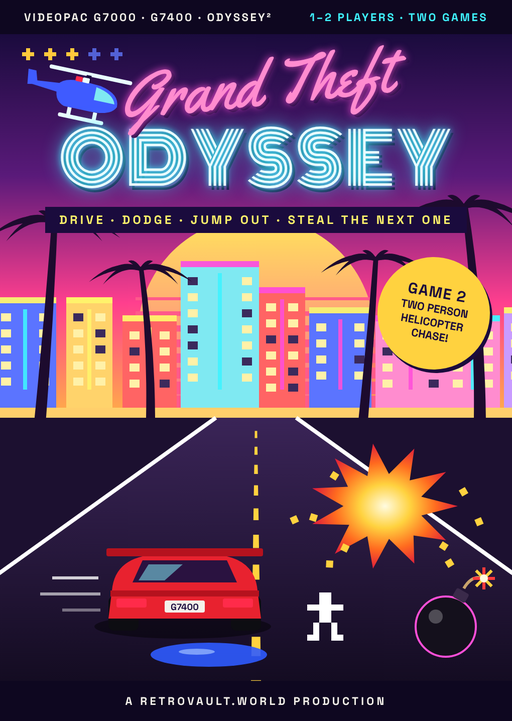 VIDEOPAC G7000 · G7400 · ODYSSEY²
1–2 PLAYERS · TWO GAMES
Grand Theft
ODYSSEY
DRIVE · DODGE · JUMP OUT · STEAL THE NEXT ONE
GAME 2
TWO PERSON
HELICOPTER
CHASE!
G7400
A RETROVAULT.WORLD PRODUCTION